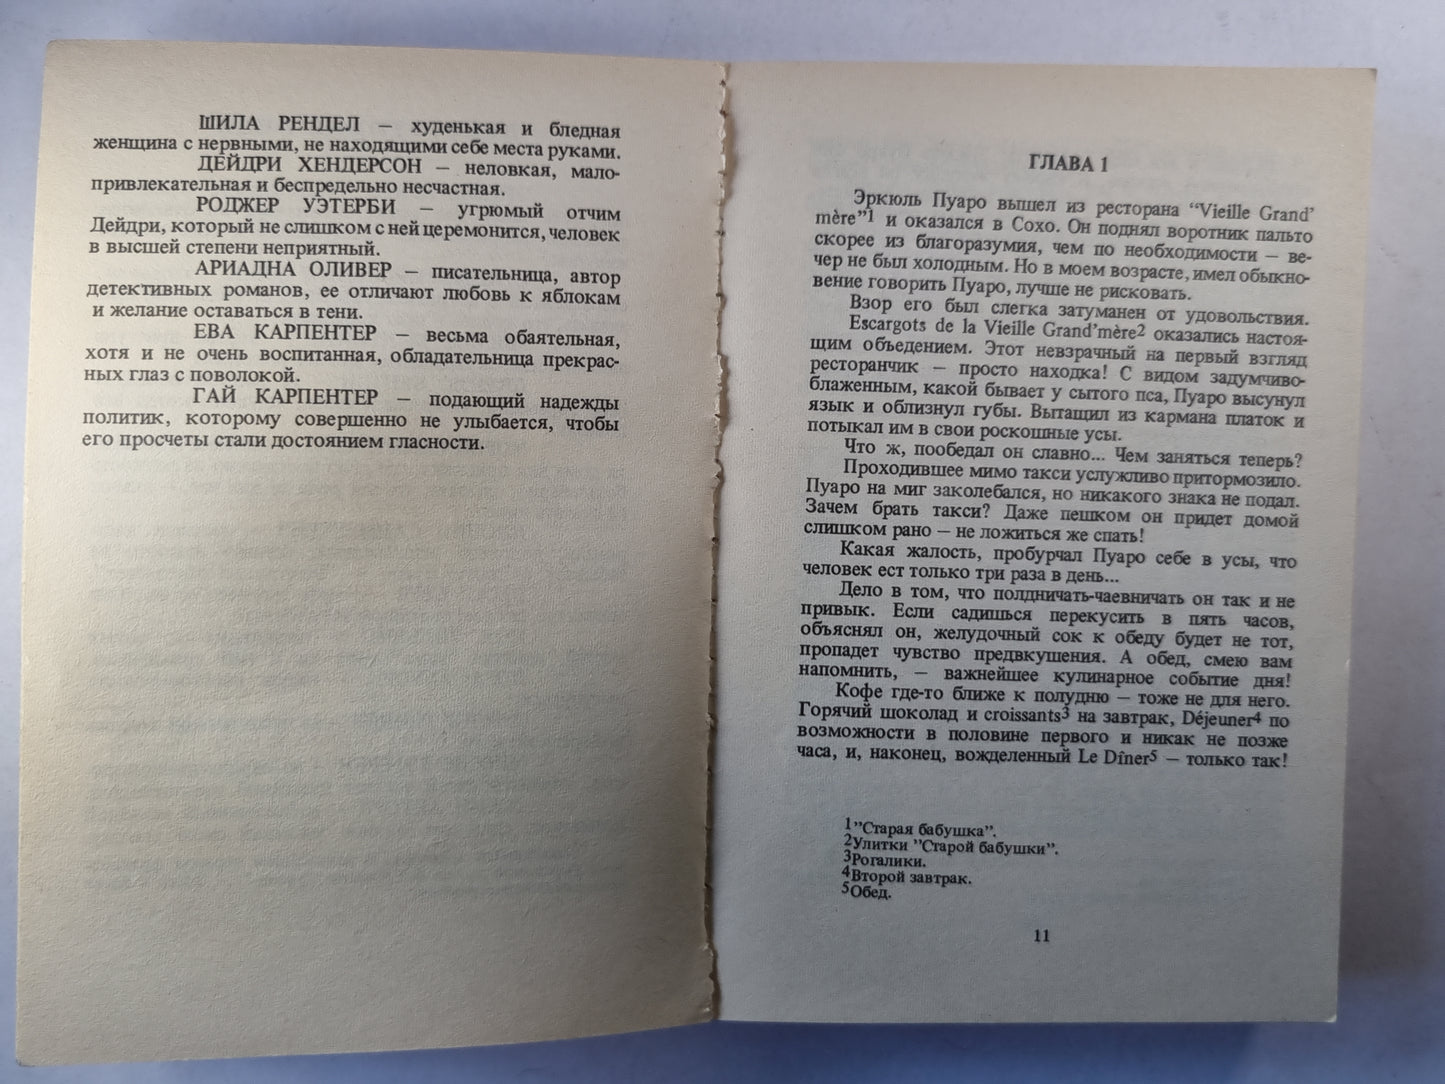 ШИЛА РЕНДЕЛ — худенькая и бледная
женщина с нервными, не находящими себе места руками.
ДЕЙДРИ ХЕНДЕРСОН — неловкая, мало-
привлекательная и беспредельно несчастная.
РОДЖЕР УЭТЕРБИ — угрюмый отчим
Дейдри, который не слишком с ней церемонится, человек
в высшей степени неприятный.
АРИАДНА ОЛИВЕР — писательница, автор
детективных романов, ее отличают любовь к яблокам
и желание оставаться в тени.
ЕВА КАРПЕНТЕР — весьма обаятельная,
хотя и не очень воспитанная, обладательница прекрас-
ных глаз с поволокой.
ГАЙ КАРПЕНТЕР — подающий надежды
политик, которому совершенно не улыбается, чтобы
его просчеты стали достоянием гласности.
ГЛАВА 1
Эркюль Пуаро вышел из ресторана “Vieille Grand’
mère”1 и оказался в Сохо. Он поднял воротник пальто
скорее из благоразумия, чем по необходимости — ве-
чер не был холодным. Но в моем возрасте, имел обыкно-
вение говорить Пуаро, лучше не рисковать.
Взор его был слегка затуманен от удовольствия.
Escargots de la Vieille Grand’mère2 оказались настоя-
щим объедением. Этот невзрачный на первый взгляд
ресторанчик — просто находка! С видом задумчиво-
блаженным, какой бывает у сытого пса, Пуаро высунул
язык и облизнул губы. Вытащил из кармана платок и
потыкал им в свои роскошные усы.
Что ж, пообедал он славно... Чем заняться теперь?
Проходившее мимо такси услужливо притормозило.
Пуаро на миг заколебался, но никакого знака не подал.
Зачем брать такси? Даже пешком он придет домой
слишком рано — не ложиться же спать!
Какая жалость, пробурчал Пуаро себе в усы, что
человек ест только три раза в день...
Дело в том, что полдничать-чаевничать он так и не
привык. Если садишься перекусить в пять часов,
объяснял он, желудочный сок к обеду будет не тот,
пропадет чувство предвкушения. А обед, смею вам
напомнить, — важнейшее кулинарное событие дня!
Кофе где-то ближе к полудню — тоже не для него.
Горячий шоколад и croissants3 на завтрак, Déjeuner4 по
возможности в половине первого и никак не позже
часа, и, наконец, вожделенный Le Dîner5 — только так!
1”Старая бабушка”.
2Улитки ”Старой бабушки”.
3Рогалики.
4Второй завтрак.
5Обед.
11